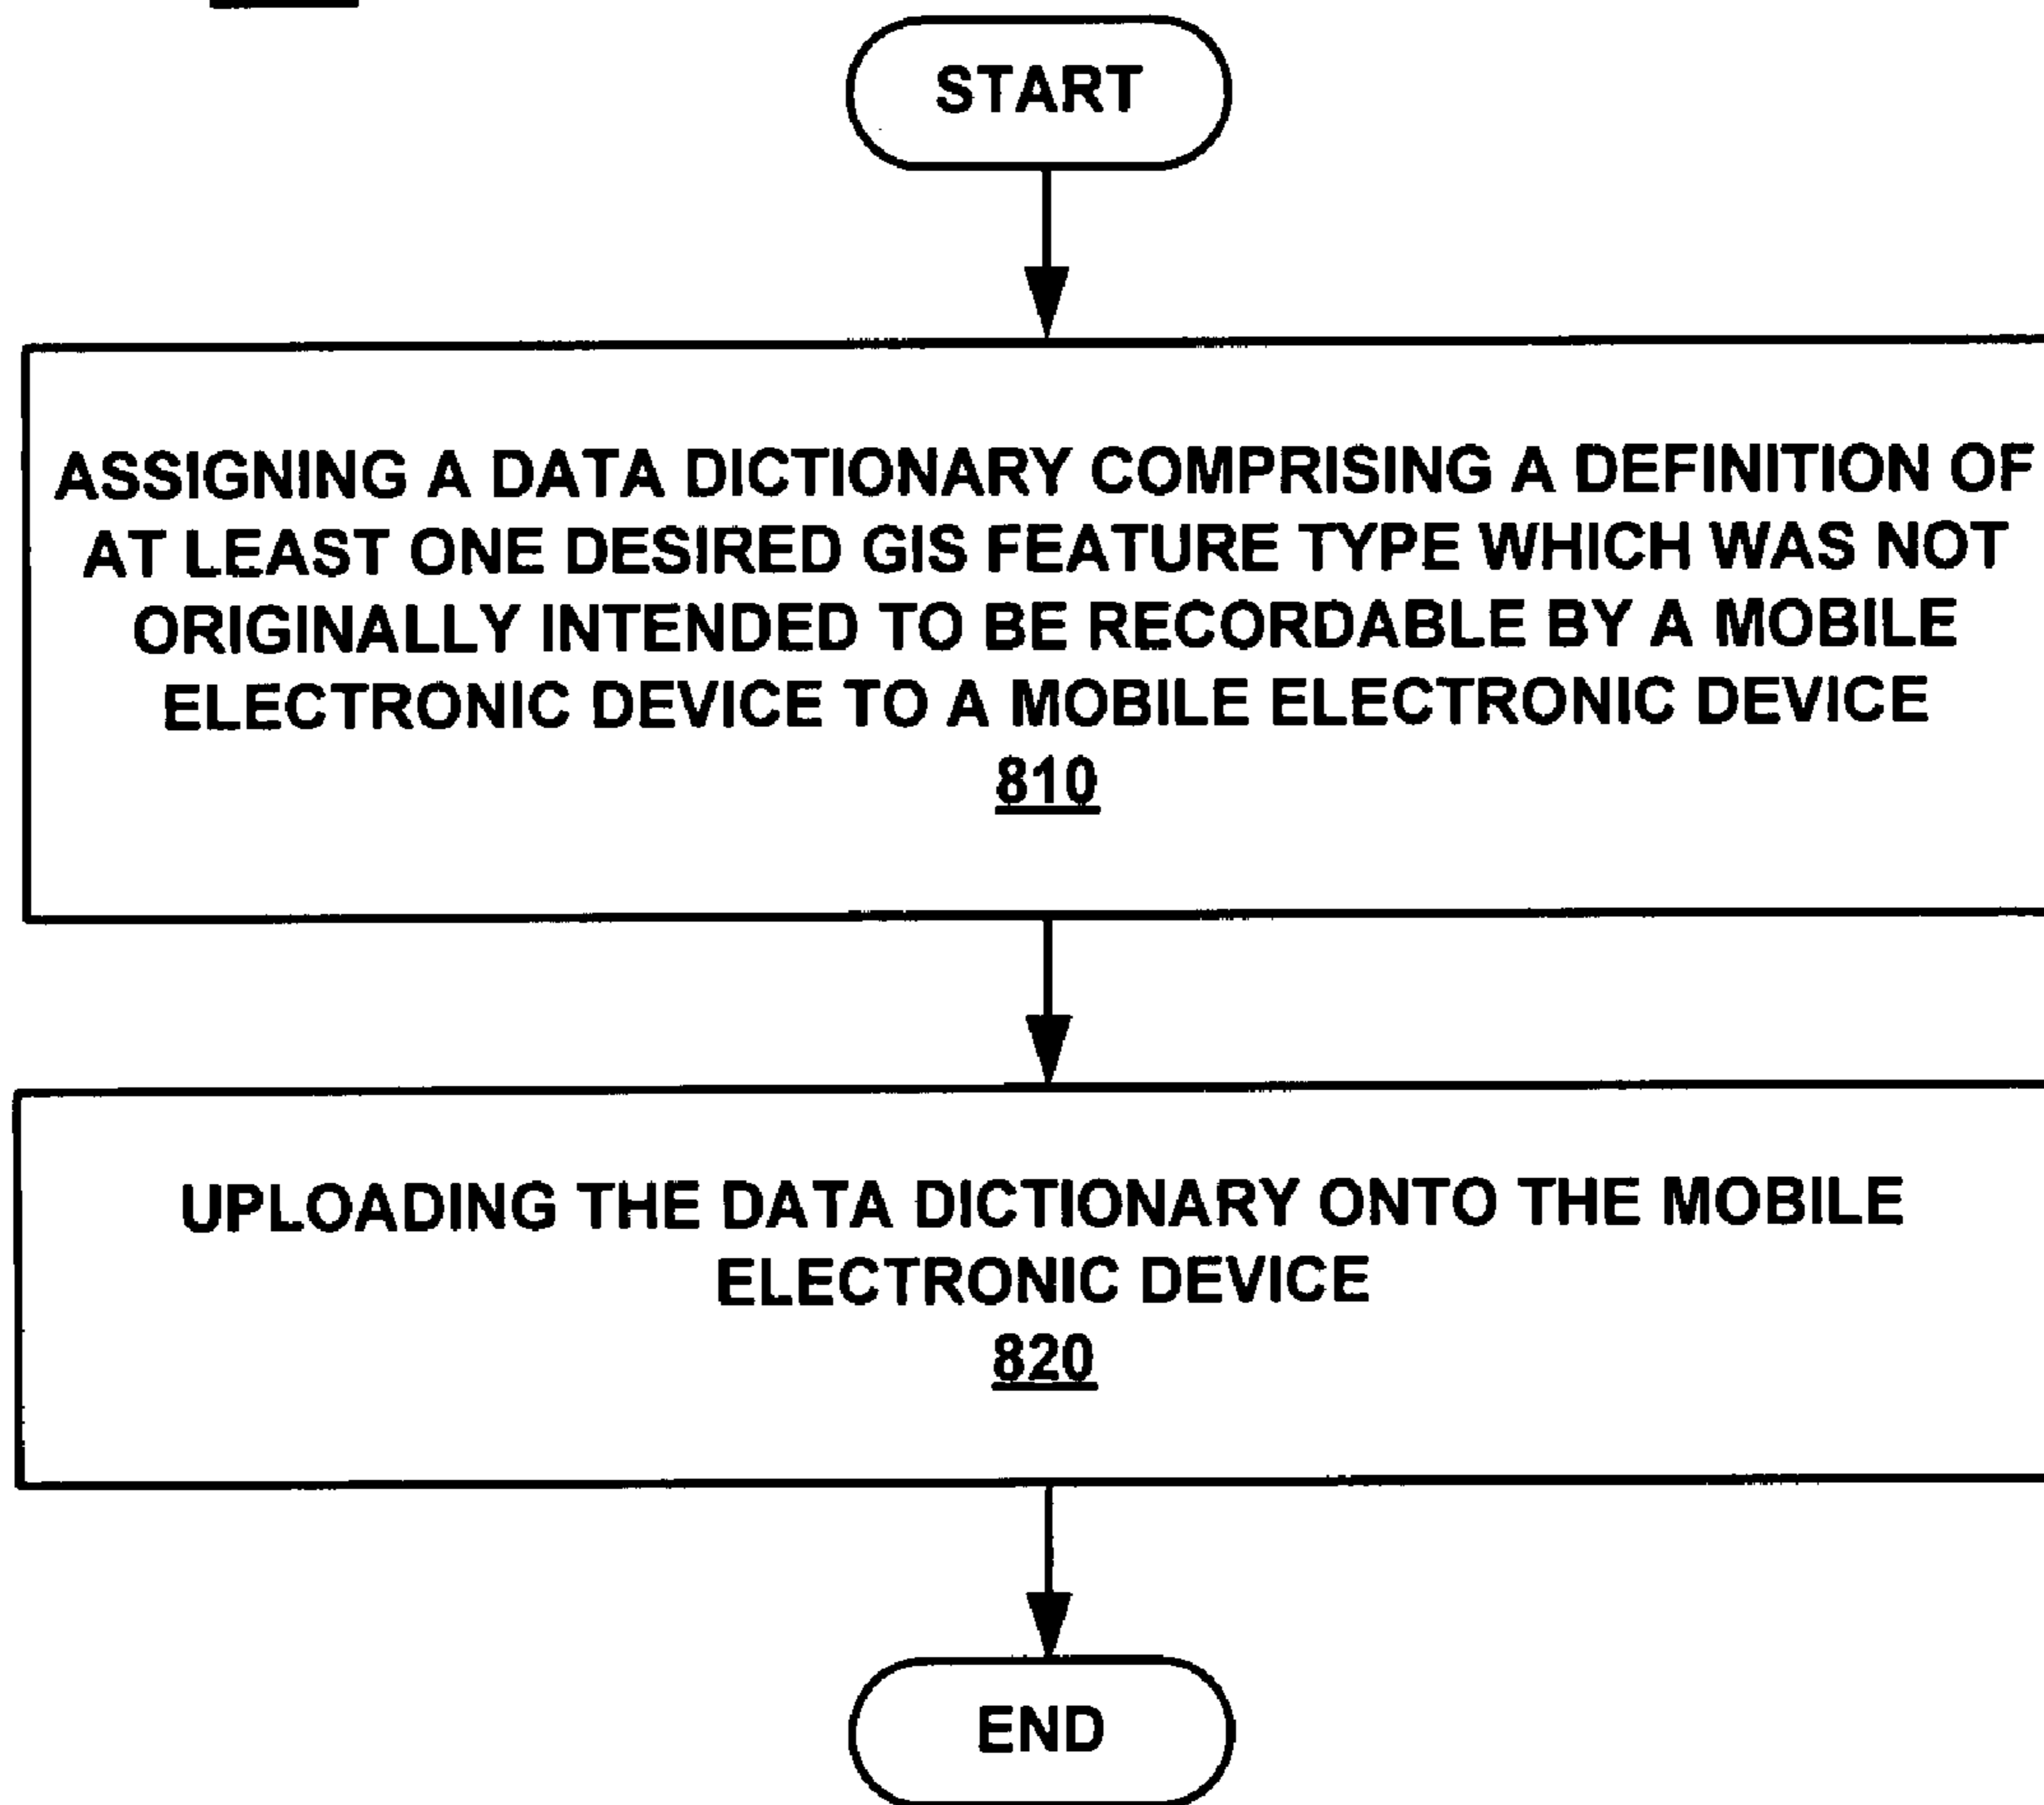 START
ASSIGNING A DATA DICTIONARY COMPRISING A DEFINITION OF
AT LEAST ONE DESIRED GIS FEATURE TYPE WHICH WAS NOT
ORIGINALLY INTENDED TO BE RECORDABLE BY A MOBILE
ELECTRONIC DEVICE TO A MOBILE ELECTRONIC DEVICE
810
UPLOADING THE DATA DICTIONARY ONTO THE MOBILE
ELECTRONIC DEVICE
820
END